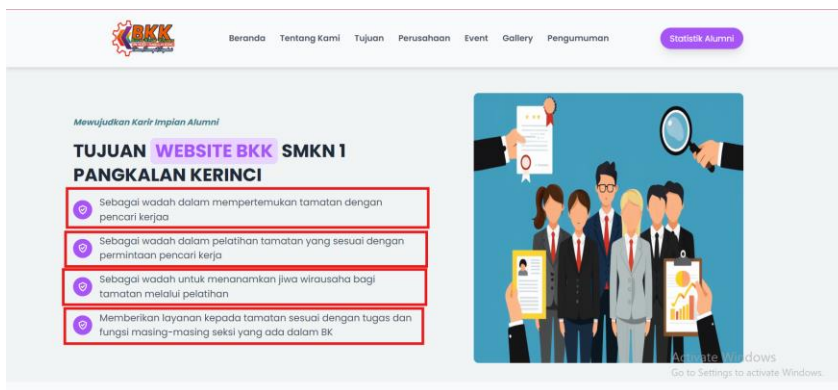 BKK
Beranda Tentang Kami Tujuan Perusahaan Event Gallery Pengumuman Statistik Alumni
Mewujudkan Karir Impian Alumni
TUJUAN WEBSITE BKK SMKN 1
PANGKALAN KERINCI
Sebagai wadah dalam mempertemukan tamatan dengan
pencari kerjaa
Sebagai wadah dalam pelatihan tamatan yang sesuai dengan
permintaan pencari kerja
Sebagai wadah untuk menanamkan jiwa wirausaha bagi
tamatan melalui pelatihan
Memberikan layanan kepada tamatan sesuai dengan tugas dan
fungsi masing-masing seksi yang ada dalam BK
Activate Windows
Go to Settings to activate Windows.